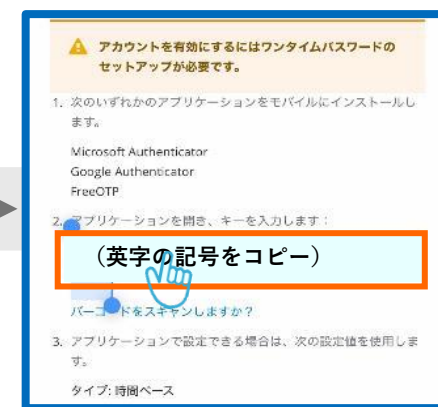 アカウントを有効にするにはワンタイムパスワードの
セットアップが必要です。
1. 次のいずれかのアプリケーションをモバイルにインストールし
ます。
Microsoft Authenticator
Google Authenticator
FreeOTP
2. アプリケーションを開き、キーを入力します：
（英字の記号をコピー）
バーコードをスキャンしますか？
3. アプリケーションで設定できる場合は、次の設定値を使用しま
す。
タイプ: 時間ベース